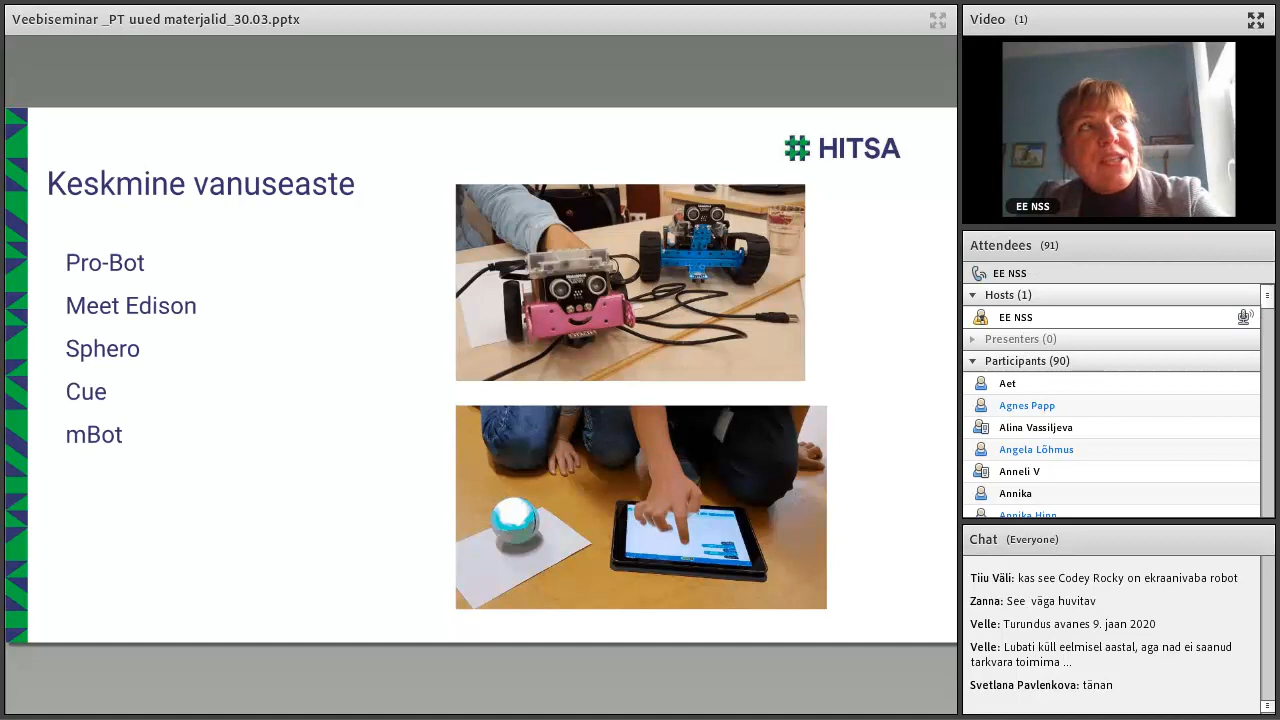 Veebiseminar _PT uued materjalid_30.03.pptx
HITSA
Keskmine vanuseaste
Pro-Bot
Meet Edison
Sphero
Cue
mBot
Video (1)
EE NSS
Attendees (91)
EE NSS
Hosts (1)
EE NSS
Presenters (0)
Participants (90)
Aet
Agnes Papp
Alina Vassiljeva
Angela Lõhmus
Anneli V
Annika
Annika Hinn
Chat (Everyone)
Tiiu Väli: kas see Codey Rocky on ekraanivaba robot
Zanna: See väga huvitav
Velle: Turundus avanes 9. jaan 2020
Velle: Lubati küll eelmisel aastal, aga nad ei saanud
tarkvara toimima ...
Svetlana Pavlenkova: tänan